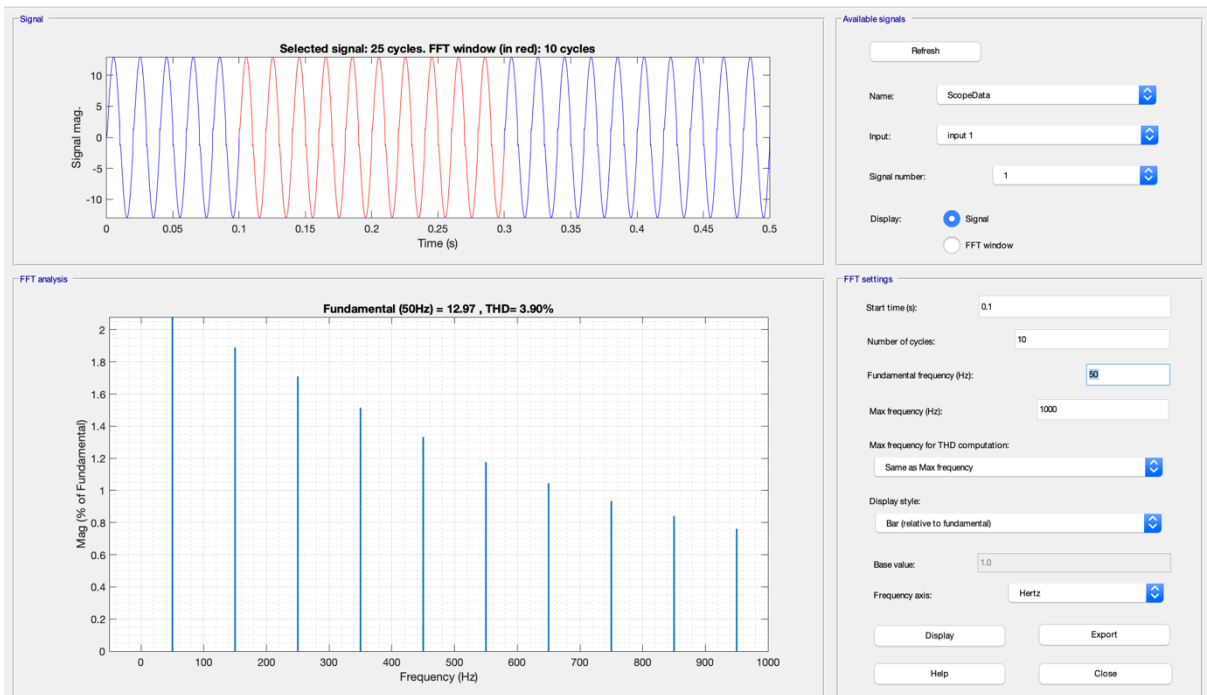 Signal
Selected signal: 25 cycles. FFT window (in red): 10 cycles
10
5
0
-5
-10
Signal mag.
0 0.05 0.1 0.15 0.2 0.25 0.3 0.35 0.4 0.45 0.5
Time (s)
Available signals
Refresh
Name: ScopeData
Input: input 1
Signal number: 1
Display: Signal
FFT window
FFT analysis
Fundamental (50Hz) = 12.97 , THD= 3.90%
2
1.8
1.6
1.4
1.2
1
0.8
0.6
0.4
0.2
0
Mag (% of Fundamental)
0 100 200 300 400 500 600 700 800 900 1000
Frequency (Hz)
FFT settings
Start time (s): 0.1
Number of cycles: 10
Fundamental frequency (Hz): 50
Max frequency (Hz): 1000
Max frequency for THD computation:
Same as Max frequency
Display style:
Bar (relative to fundamental)
Base value: 1.0
Frequency axis: Hertz
Display Export
Help Close